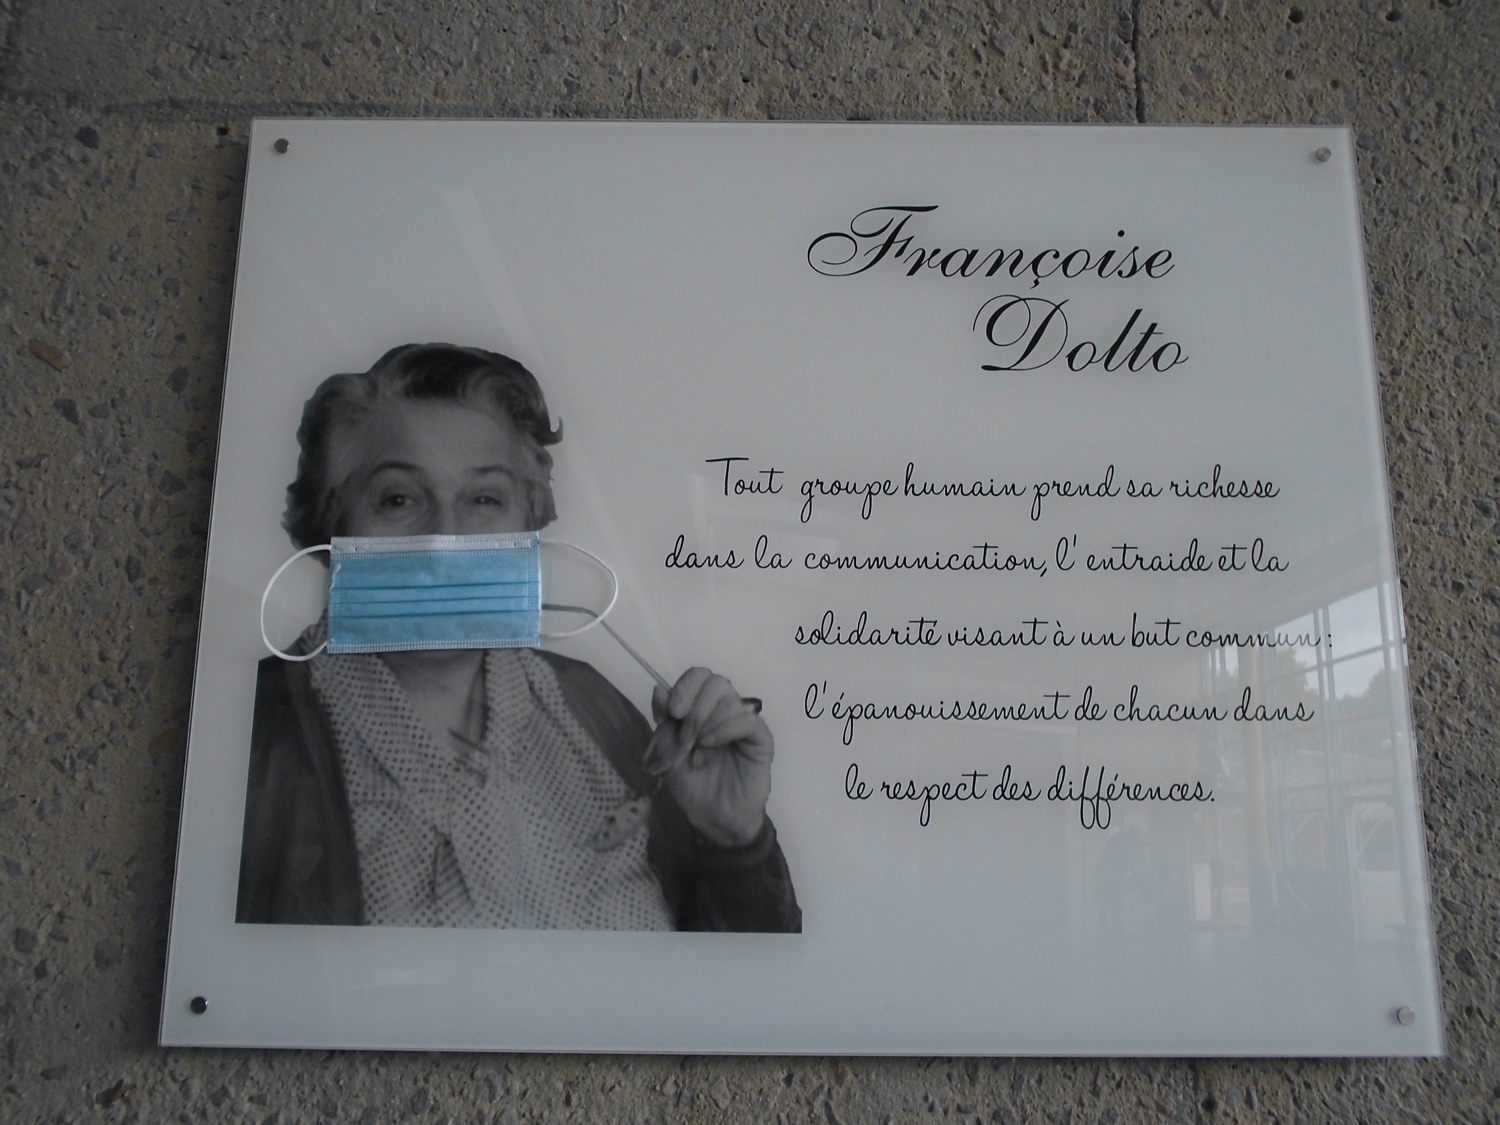 Françoise
Dolto
Tout groupe humain prend sa richesse
dans la communication, l'entraide et la
solidarité visant à un but commun :
l'épanouissement de chacun dans
le respect des différences.